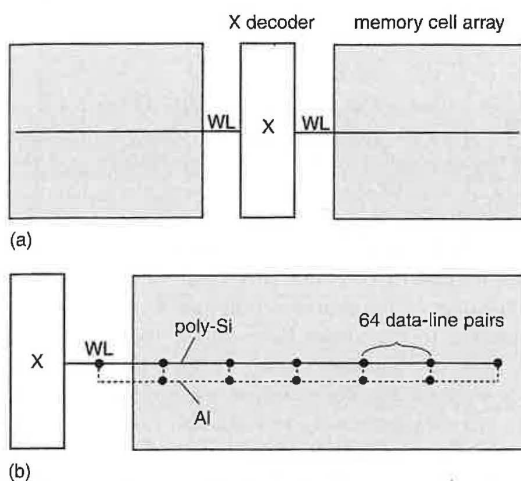 X decoder memory cell array
WL X WL
(a)
64 data-line pairs
poly-Si
X WL
Al
(b)